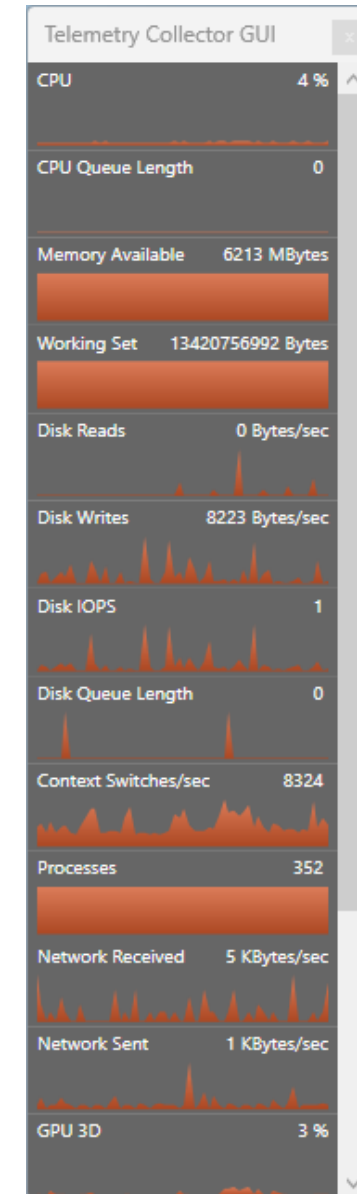 Telemetry Collector GUI x
CPU 4 %
CPU Queue Length 0
Memory Available 6213 MBytes
Working Set 13420756992 Bytes
Disk Reads 0 Bytes/sec
Disk Writes 8223 Bytes/sec
Disk IOPS 1
Disk Queue Length 0
Context Switches/sec 8324
Processes 352
Network Received 5 KBytes/sec
Network Sent 1 KBytes/sec
GPU 3D 3 %